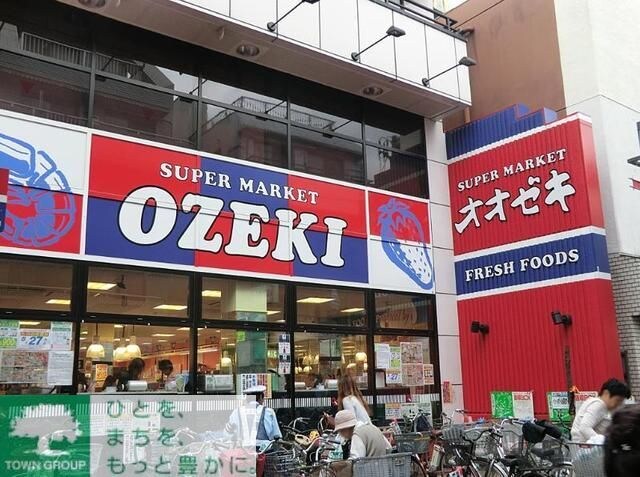 SUPER MARKET
OZEKI
SUPER MARKET
オオゼキ
FRESH FOODS
27
TOWN GROUP
ひとを、
まちを、
もっと豊かに。